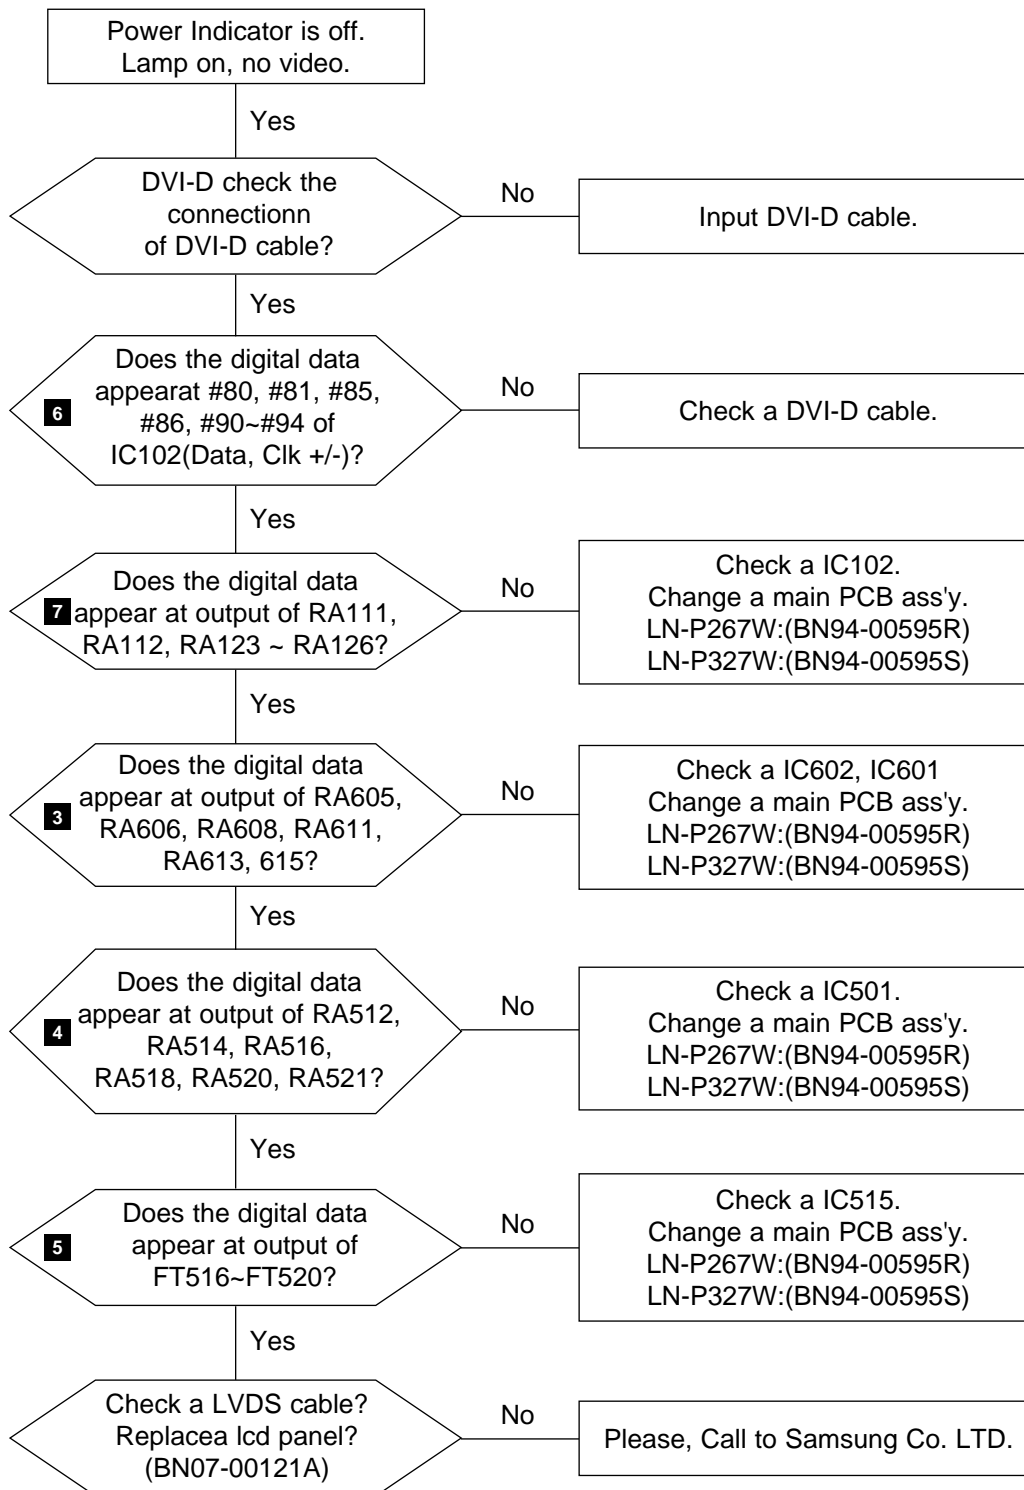 Power Indicator is off.
Lamp on, no video.
Yes
DVI-D check the
connectionn
of DVI-D cable?
No
Input DVI-D cable.
Yes
Does the digital data
appearat #80, #81, #85,
#86, #90~#94 of
IC102(Data, Clk +/-)?
6
No
Check a DVI-D cable.
Yes
Does the digital data
appear at output of RA111,
RA112, RA123 ~ RA126?
7
No
Check a IC102.
Change a main PCB ass'y.
LN-P267W:(BN94-00595R)
LN-P327W:(BN94-00595S)
Yes
Does the digital data
appear at output of RA605,
RA606, RA608, RA611,
RA613, 615?
3
No
Check a IC602, IC601
Change a main PCB ass'y.
LN-P267W:(BN94-00595R)
LN-P327W:(BN94-00595S)
Yes
Does the digital data
appear at output of RA512,
RA514, RA516,
RA518, RA520, RA521?
4
No
Check a IC501.
Change a main PCB ass'y.
LN-P267W:(BN94-00595R)
LN-P327W:(BN94-00595S)
Yes
Does the digital data
appear at output of
FT516~FT520?
5
No
Check a IC515.
Change a main PCB ass'y.
LN-P267W:(BN94-00595R)
LN-P327W:(BN94-00595S)
Yes
Check a LVDS cable?
Replacea lcd panel?
(BN07-00121A)
No
Please, Call to Samsung Co. LTD.